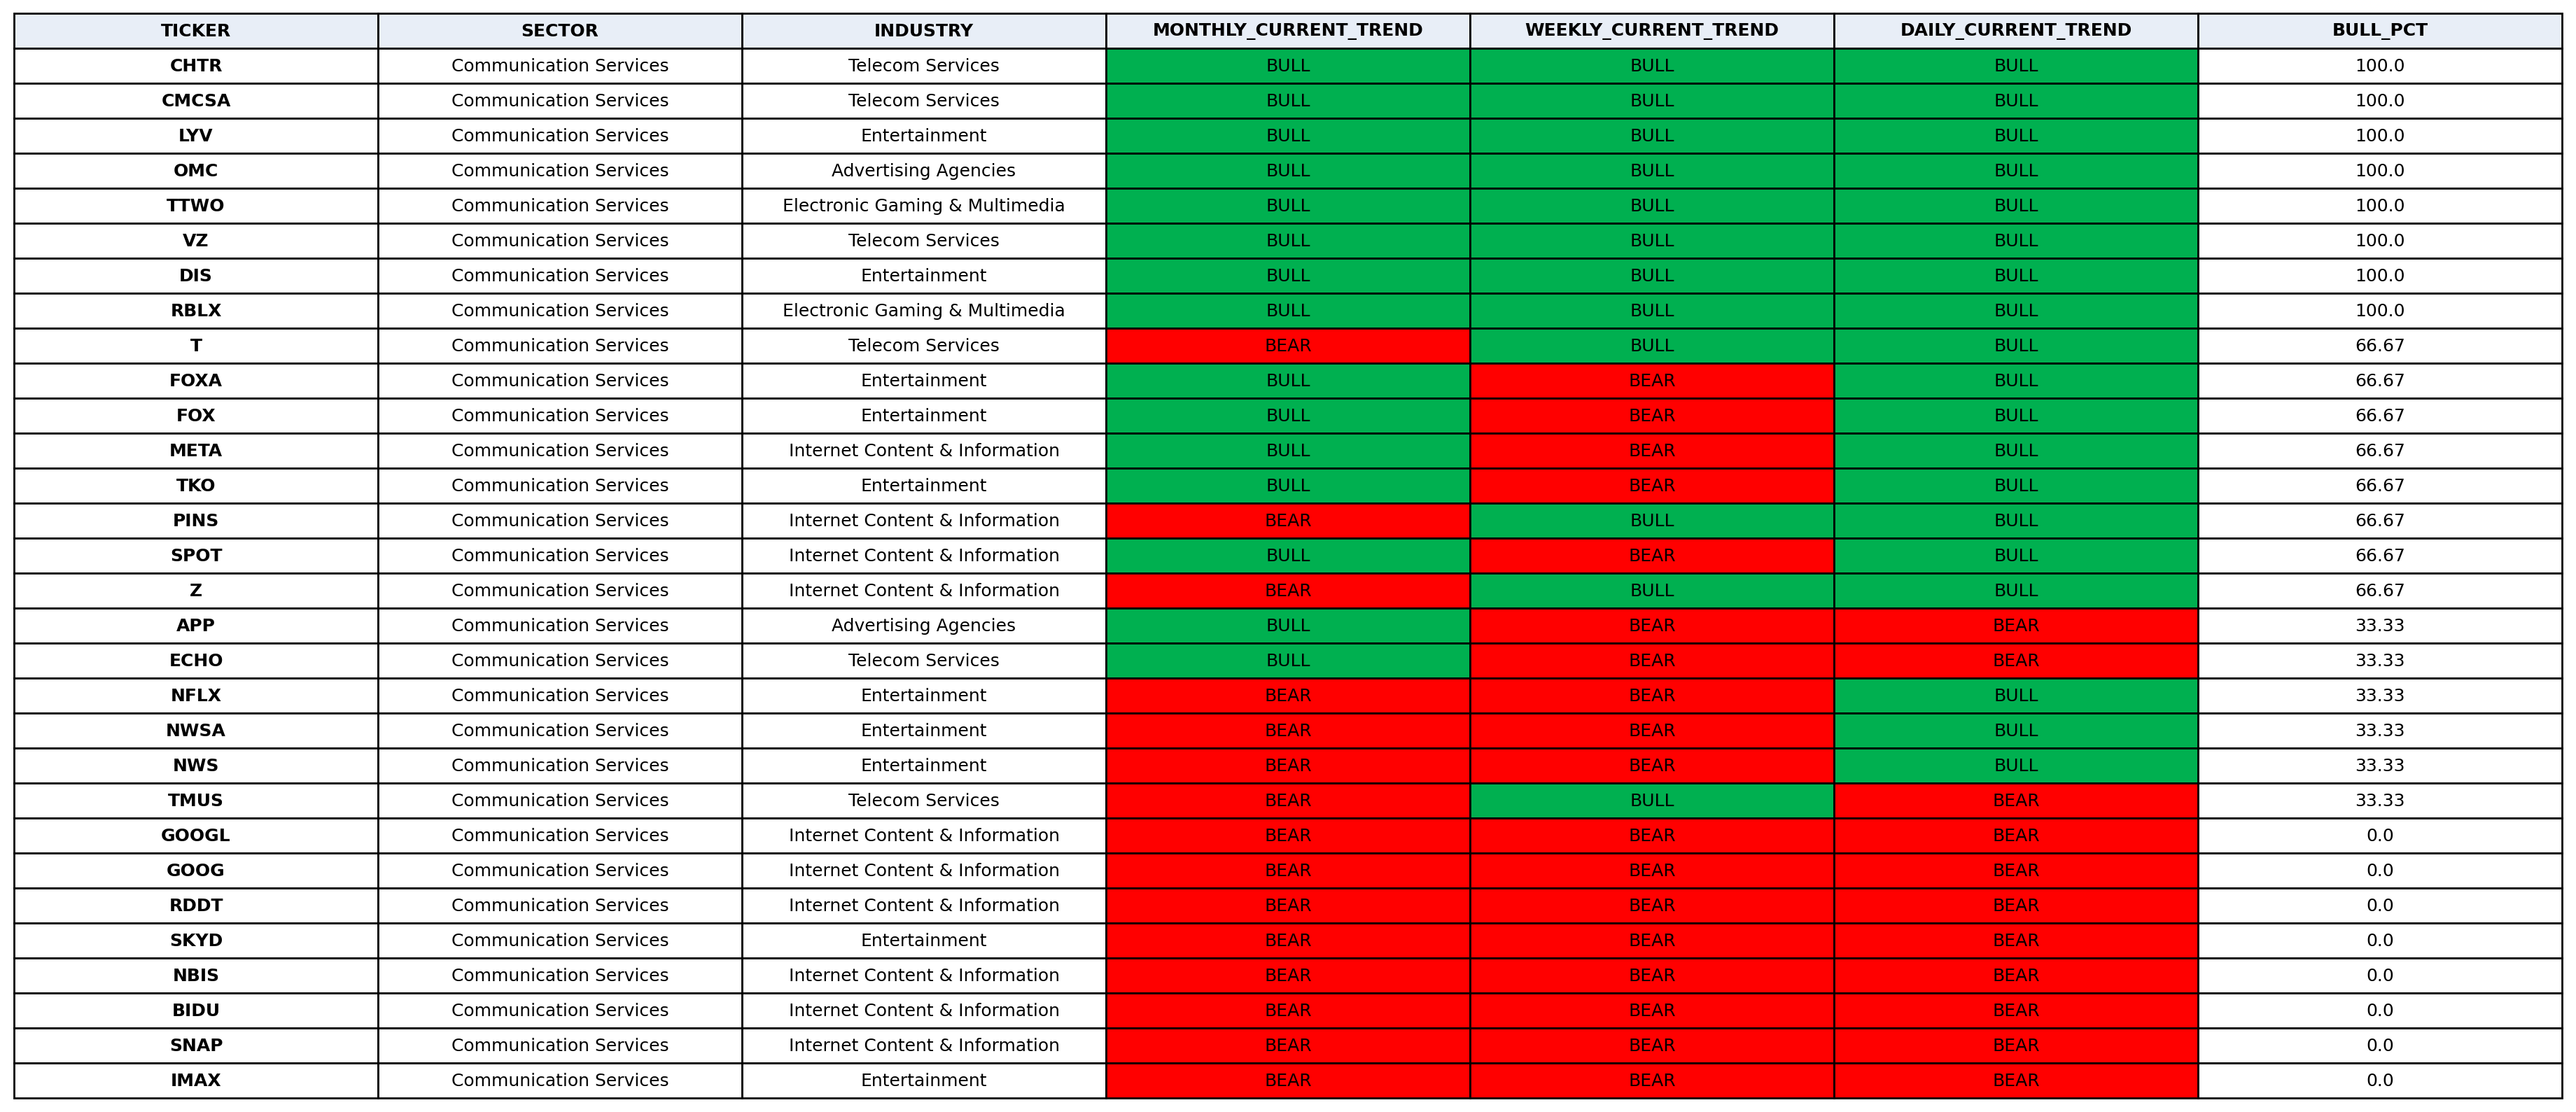 TICKER SECTOR INDUSTRY MONTHLY_CURRENT_TREND WEEKLY_CURRENT_TREND DAILY_CURRENT_TREND BULL_PCT
CHTR Communication Services Telecom Services BULL BULL BULL 100.0
CMCSA Communication Services Telecom Services BULL BULL BULL 100.0
LYV Communication Services Entertainment BULL BULL BULL 100.0
OMC Communication Services Advertising Agencies BULL BULL BULL 100.0
TTWO Communication Services Electronic Gaming & Multimedia BULL BULL BULL 100.0
VZ Communication Services Telecom Services BULL BULL BULL 100.0
DIS Communication Services Entertainment BULL BULL BULL 100.0
RBLX Communication Services Electronic Gaming & Multimedia BULL BULL BULL 100.0
T Communication Services Telecom Services BEAR BULL BULL 66.67
FOXA Communication Services Entertainment BULL BEAR BULL 66.67
FOX Communication Services Entertainment BULL BEAR BULL 66.67
META Communication Services Internet Content & Information BULL BEAR BULL 66.67
TKO Communication Services Entertainment BULL BEAR BULL 66.67
PINS Communication Services Internet Content & Information BEAR BULL BULL 66.67
SPOT Communication Services Internet Content & Information BULL BEAR BULL 66.67
Z Communication Services Internet Content & Information BEAR BULL BULL 66.67
APP Communication Services Advertising Agencies BULL BEAR BEAR 33.33
ECHO Communication Services Telecom Services BULL BEAR BEAR 33.33
NFLX Communication Services Entertainment BEAR BEAR BULL 33.33
NWSA Communication Services Entertainment BEAR BEAR BULL 33.33
NWS Communication Services Entertainment BEAR BEAR BULL 33.33
TMUS Communication Services Telecom Services BEAR BULL BEAR 33.33
GOOGL Communication Services Internet Content & Information BEAR BEAR BEAR 0.0
GOOG Communication Services Internet Content & Information BEAR BEAR BEAR 0.0
RDDT Communication Services Internet Content & Information BEAR BEAR BEAR 0.0
SKYD Communication Services Entertainment BEAR BEAR BEAR 0.0
NBIS Communication Services Internet Content & Information BEAR BEAR BEAR 0.0
BIDU Communication Services Internet Content & Information BEAR BEAR BEAR 0.0
SNAP Communication Services Internet Content & Information BEAR BEAR BEAR 0.0
IMAX Communication Services Entertainment BEAR BEAR BEAR 0.0